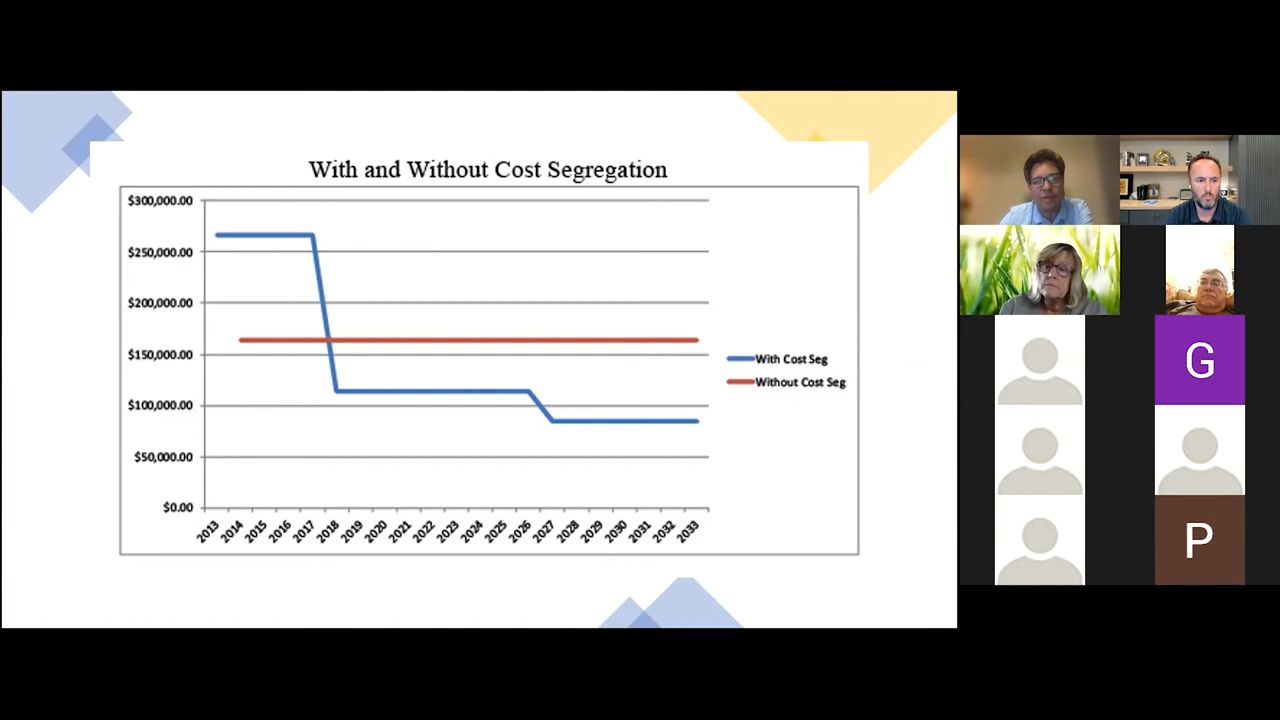 With and Without Cost Segregation
$300,000.00
$250,000.00
$200,000.00
$150,000.00
$100,000.00
$50,000.00
$0.00
2013 2014 2015 2016 2017 2018 2019 2020 2021 2022 2023 2024 2025 2026 2027 2028 2029 2030 2031 2032 2033
With Cost Seg
Without Cost Seg
G
P